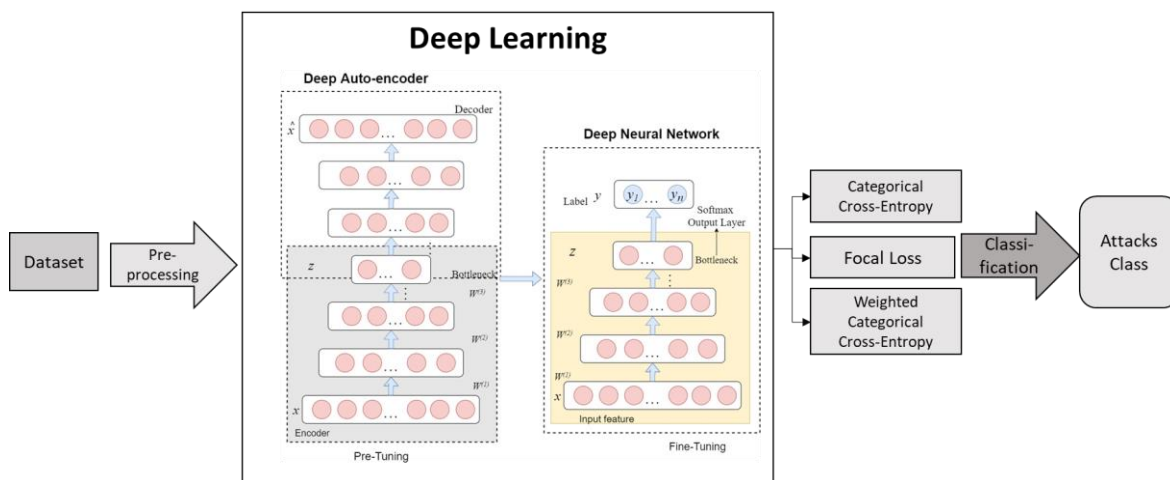 Deep Learning
Deep Auto-encoder
Decoder
x̂
...
...
...
z
...
Bottleneck
W(3)
...
W(2)
...
W(1)
x
...
Encoder
Pre-Tuning
Deep Neural Network
Label y y1 ... yn
Softmax
Output Layer
z
...
Bottleneck
W(3)
...
W(2)
...
W(1)
x
...
Input feature
Fine-Tuning
Dataset
Pre-
processing
Categorical
Cross-Entropy
Focal Loss
Weighted
Categorical
Cross-Entropy
Classi-
fication
Attacks
Class